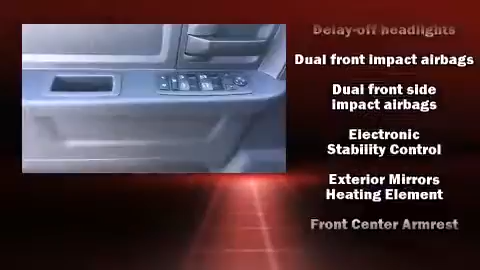 Delay-off headlights
Dual front impact airbags
Dual front side
impact airbags
Electronic
Stability Control
Exterior Mirrors
Heating Element
Front Center Armrest